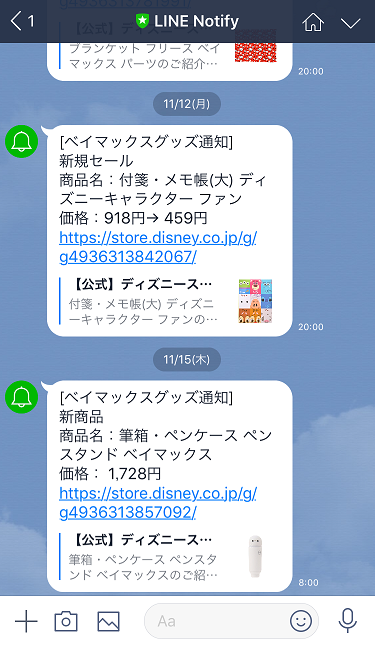 1
LINE Notify
【公式】ディズニース…
ブランケット フリース ベイ
マックス パーツのご紹介…
20:00
11/12(月)
[ベイマックスグッズ通知]
新規セール
商品名：付箋・メモ帳(大) ディ
ズニーキャラクター ファン
価格：918円→ 459円
https://store.disney.co.jp/g/
g4936313842067/
【公式】ディズニース…
付箋・メモ帳(大) ディズニ
ーキャラクター ファンの…
20:00
11/15(木)
[ベイマックスグッズ通知]
新商品
商品名：筆箱・ペンケース ペン
スタンド ベイマックス
価格： 1,728円
https://store.disney.co.jp/g/
g4936313857092/
【公式】ディズニース…
筆箱・ペンケース ペンスタ
ンド ベイマックスのご紹…
8:00
Aa